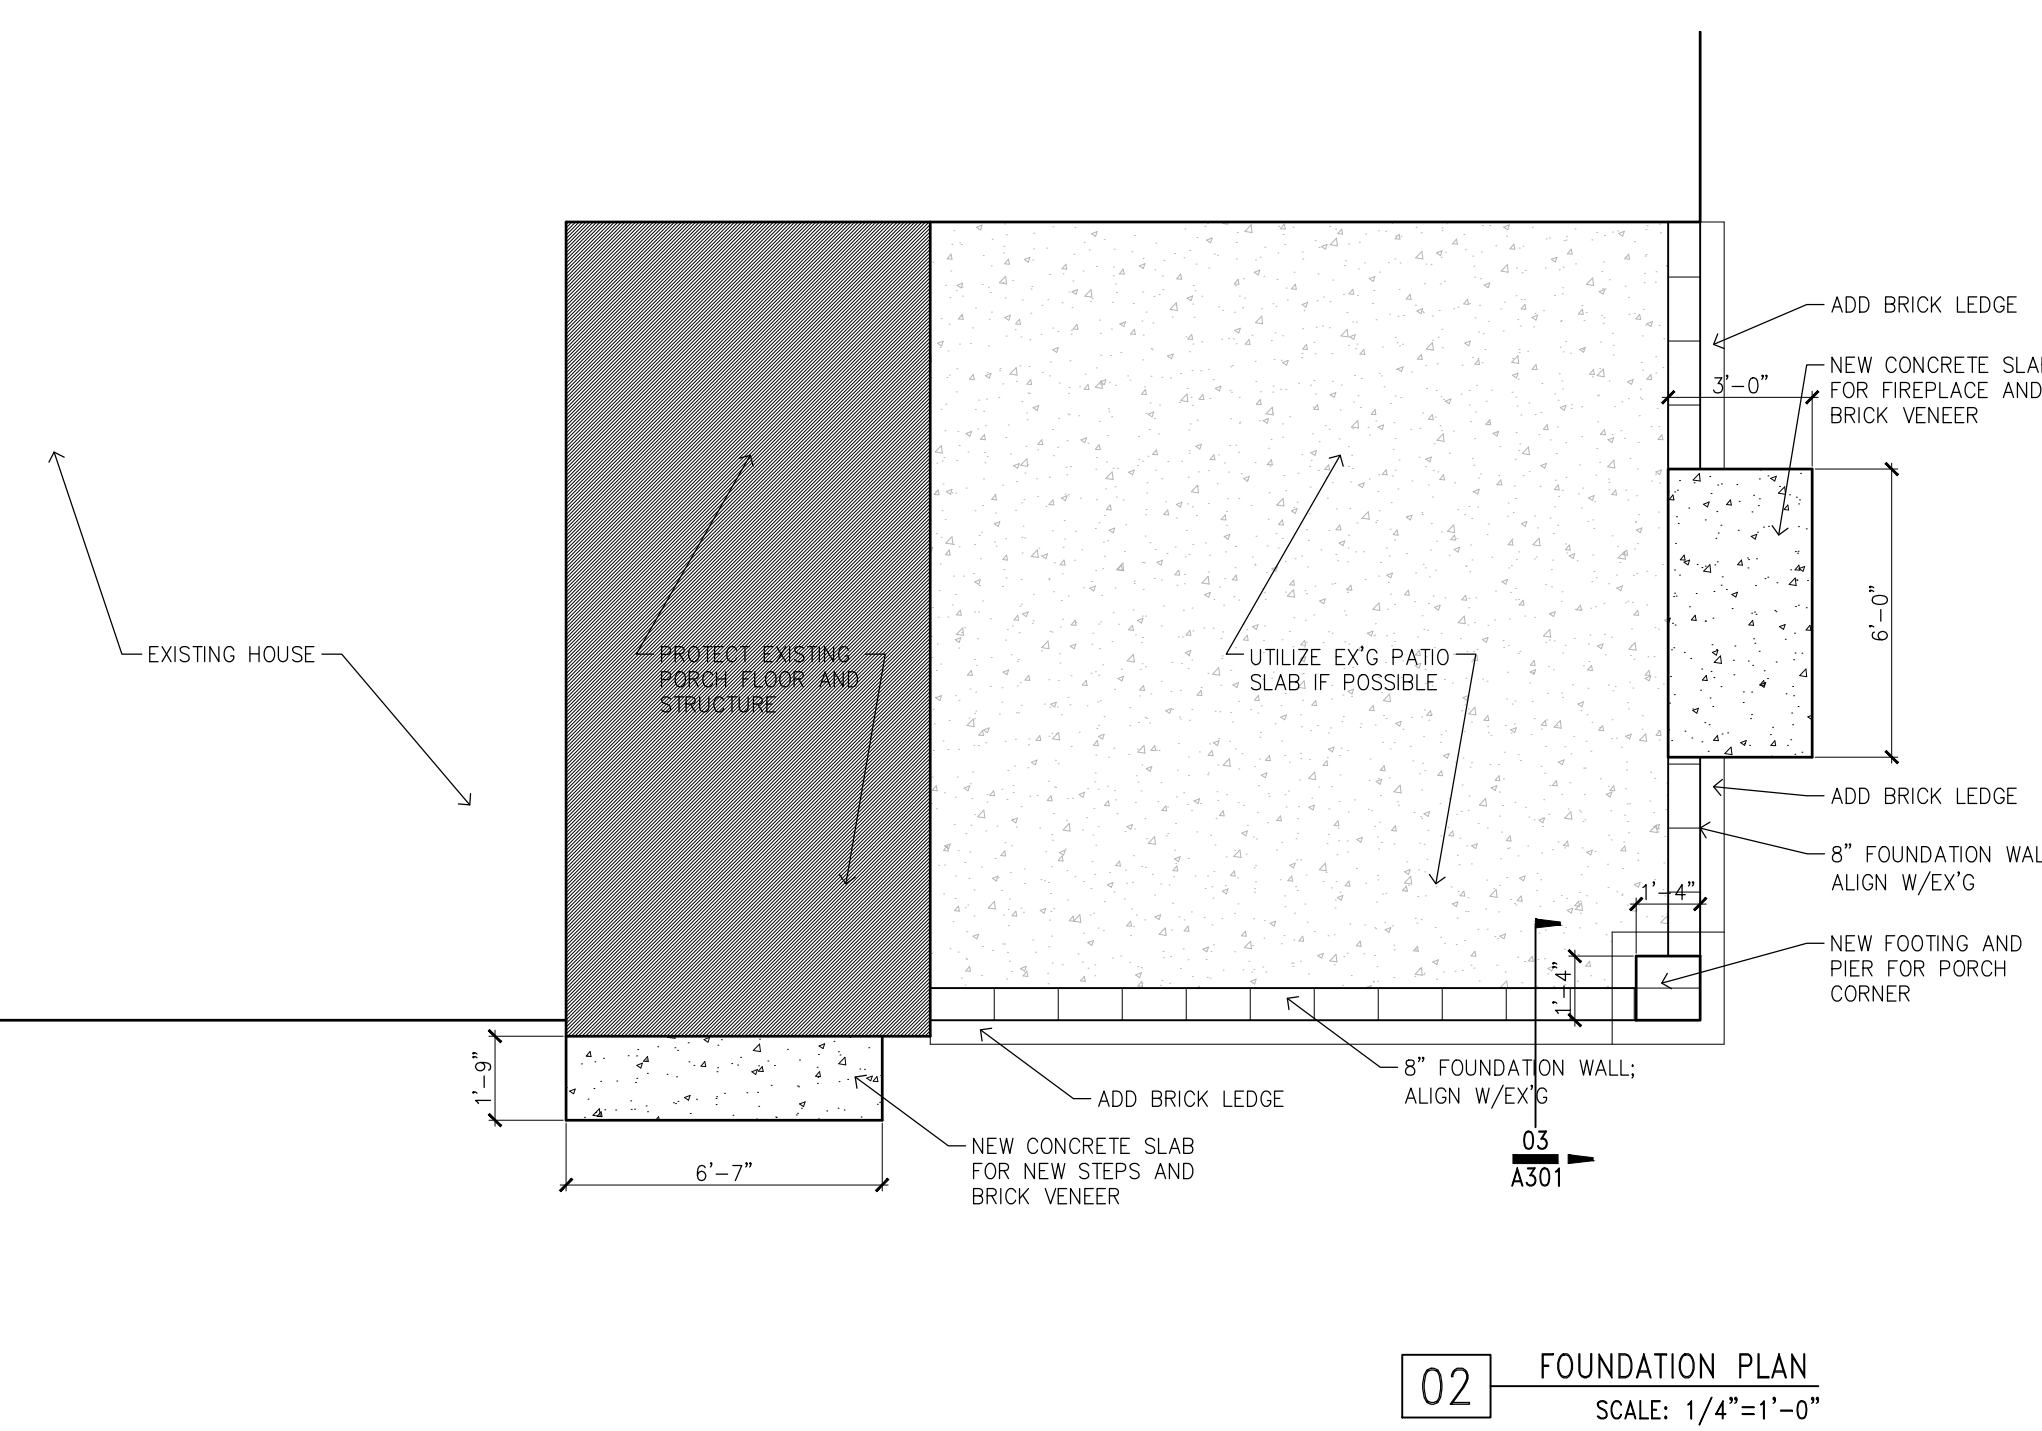 ADD BRICK LEDGE
NEW CONCRETE SLAB
FOR FIREPLACE AND
BRICK VENEER
3'-0"
6'-0"
EXISTING HOUSE
PROTECT EXISTING
PORCH FLOOR AND
STRUCTURE
UTILIZE EX'G PATIO
SLAB IF POSSIBLE
ADD BRICK LEDGE
8" FOUNDATION WAL
ALIGN W/EX'G
1'-4"
1'-4"
NEW FOOTING AND
PIER FOR PORCH
CORNER
1'-9"
8" FOUNDATION WALL;
ALIGN W/EX'G
ADD BRICK LEDGE
NEW CONCRETE SLAB
FOR NEW STEPS AND
BRICK VENEER
6'-7"
03
A301
02
FOUNDATION PLAN
SCALE: 1/4"=1'-0"